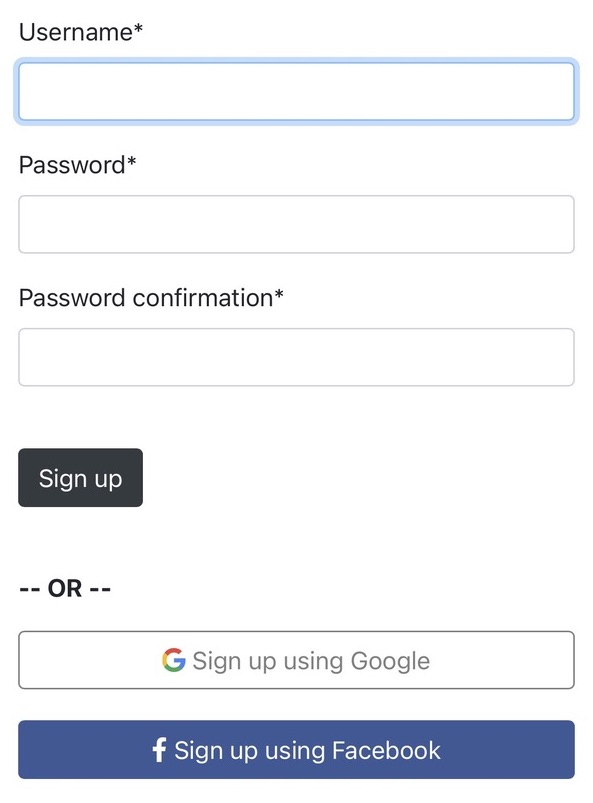 Username*
Password*
Password confirmation*
Sign up
-- OR --
Sign up using Google
Sign up using Facebook